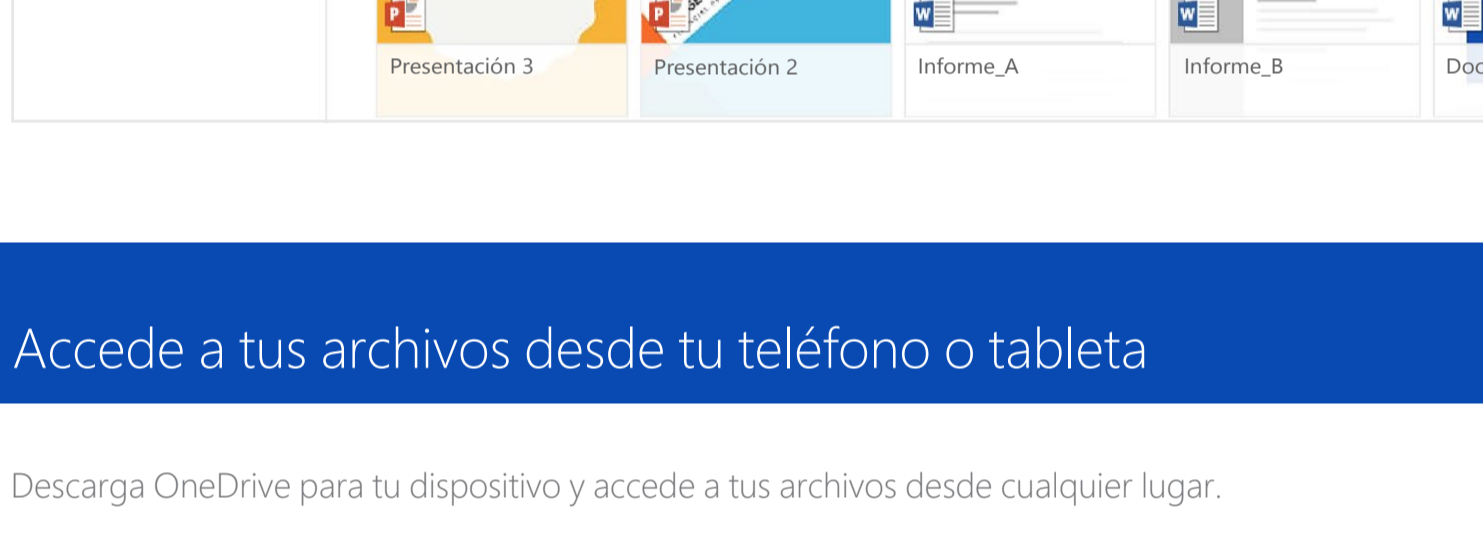 Presentación 3
Presentación 2
Informe_A
Informe_B
Accede a tus archivos desde tu teléfono o tableta
Descarga OneDrive para tu dispositivo y accede a tus archivos desde cualquier lugar.